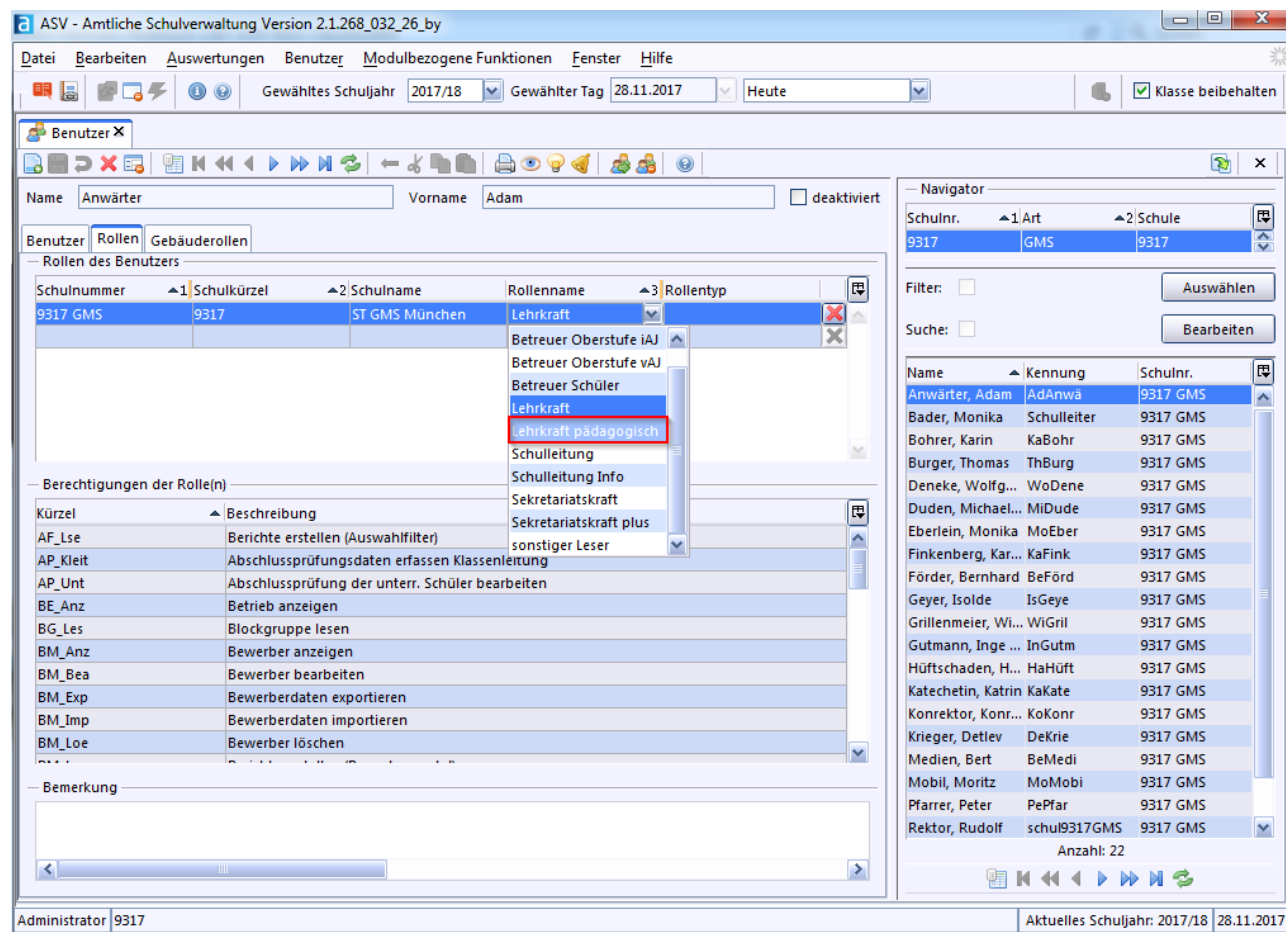 ASV - Amtliche Schulverwaltung Version 2.1.268_032_26_by
Datei Bearbeiten Auswertungen Benutzer Modulbezogene Funktionen Fenster Hilfe
Gewähltes Schuljahr 2017/18 Gewählter Tag 28.11.2017 Heute Klasse beibehalten
Benutzer
Name Anwärter Vorname Adam deaktiviert
Benutzer Rollen Gebäuderollen
Rollen des Benutzers
Schulnummer 1 Schulkürzel 2 Schulname Rollenname 3 Rollentyp
9317 GMS 9317 ST GMS München Lehrkraft
Betreuer Oberstufe iAJ
Betreuer Oberstufe vAJ
Betreuer Schüler
Lehrkraft
Lehrkraft pädagogisch
Schulleitung
Schulleitung Info
Sekretariatskraft
Sekretariatskraft plus
sonstiger Leser
Berechtigungen der Rolle(n)
Kürzel Beschreibung
AF_Lse Berichte erstellen (Auswahlfilter)
AP_Kleit Abschlussprüfungsdaten erfassen Klassenleitung
AP_Unt Abschlussprüfung der unterr. Schüler bearbeiten
BE_Anz Betrieb anzeigen
BG_Les Blockgruppe lesen
BM_Anz Bewerber anzeigen
BM_Bea Bewerber bearbeiten
BM_Exp Bewerberdaten exportieren
BM_Imp Bewerberdaten importieren
BM_Loe Bewerber löschen
Bemerkung
Navigator
Schulnr. 1 Art 2 Schule
9317 GMS 9317
Filter: Auswählen
Suche: Bearbeiten
Name Kennung Schulnr.
Anwärter, Adam AdAnwä 9317 GMS
Bader, Monika Schulleiter 9317 GMS
Bohrer, Karin KaBohr 9317 GMS
Burger, Thomas ThBurg 9317 GMS
Deneke, Wolfg... WoDene 9317 GMS
Duden, Michael... MiDude 9317 GMS
Eberlein, Monika MoEber 9317 GMS
Finkenberg, Kar... KaFink 9317 GMS
Förder, Bernhard BeFörd 9317 GMS
Geyer, Isolde IsGeye 9317 GMS
Grillenmeier, Wi... WiGril 9317 GMS
Gutmann, Inge ... InGutm 9317 GMS
Hüftschaden, H... HaHüft 9317 GMS
Katechetin, Katrin KaKate 9317 GMS
Konrektor, Konr... KoKonr 9317 GMS
Krieger, Detlev DeKrie 9317 GMS
Medien, Bert BeMedi 9317 GMS
Mobil, Moritz MoMobi 9317 GMS
Pfarrer, Peter PePfar 9317 GMS
Rektor, Rudolf schul9317GMS 9317 GMS
Anzahl: 22
Administrator 9317 Aktuelles Schuljahr: 2017/18 28.11.2017